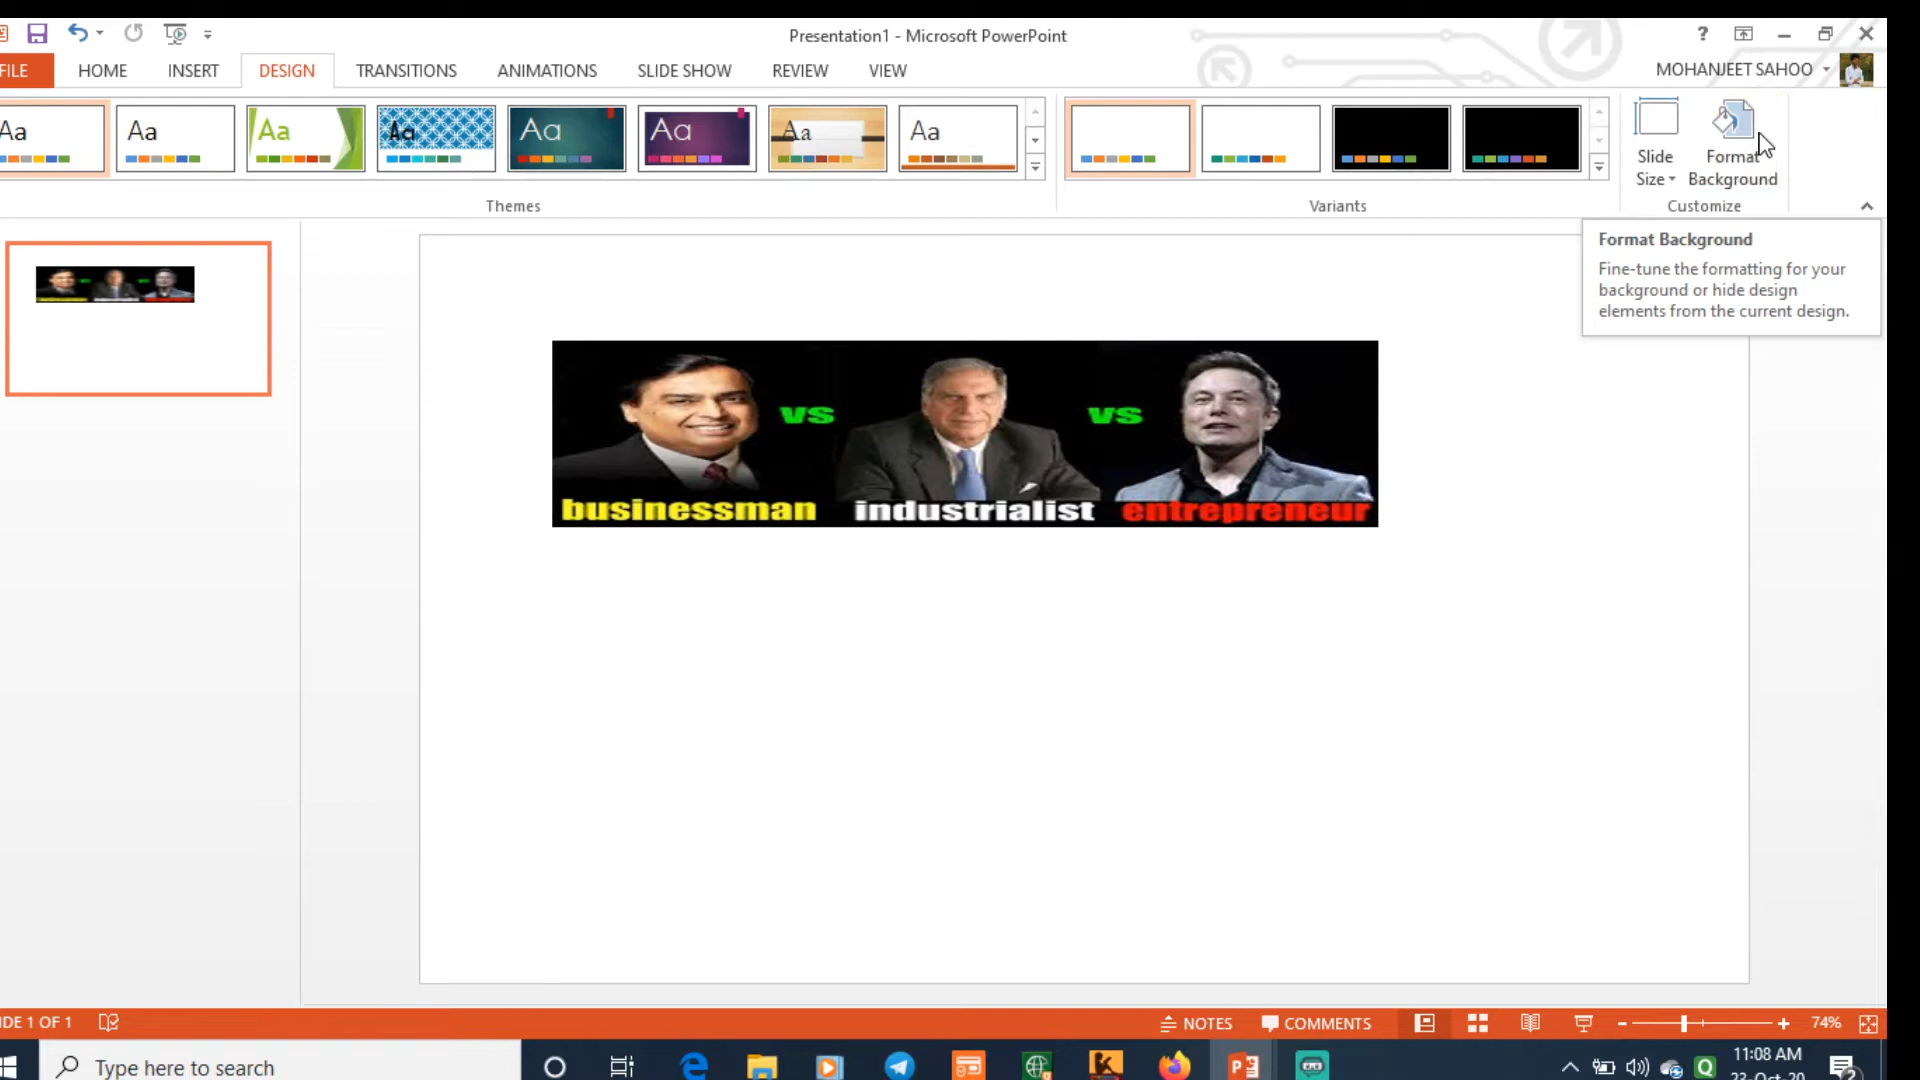 Presentation1 - Microsoft PowerPoint
?
FILE HOME INSERT DESIGN TRANSITIONS ANIMATIONS SLIDE SHOW REVIEW VIEW
MOHANJEET SAHOO
Aa Aa Aa Aa Aa Aa Aa Aa
Slide
Size
Format
Background
Themes
Variants
Customize
Format Background
Fine-tune the formatting for your
background or hide design
elements from the current design.
vs vs
businessman industrialist entrepreneur
IDE 1 OF 1
NOTES COMMENTS
74%
Type here to search
11:08 AM